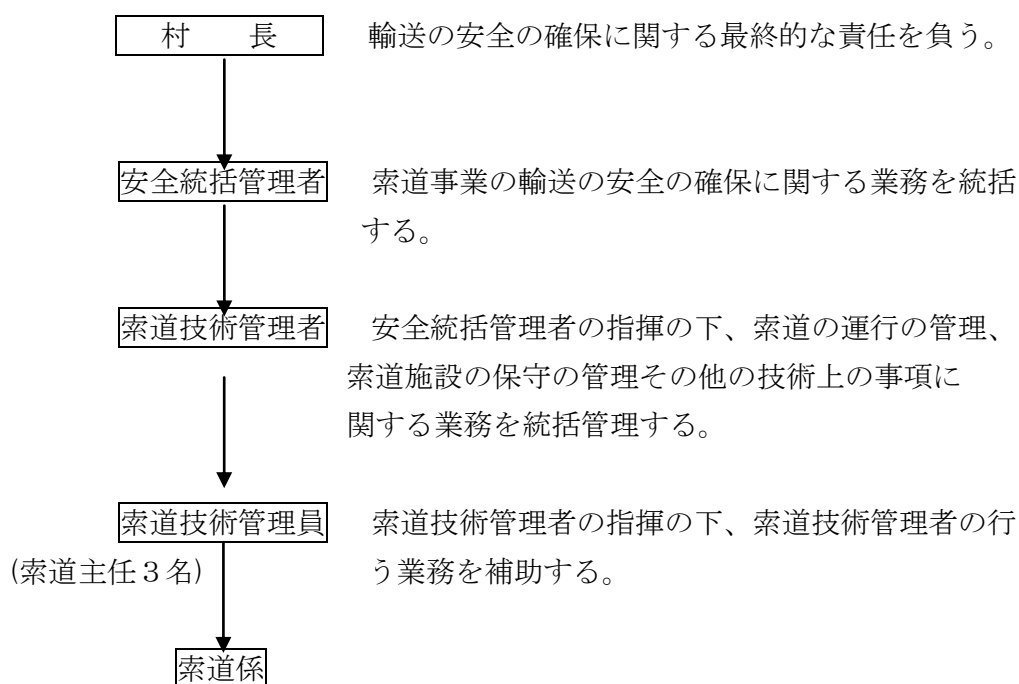 村　　長　　輸送の安全の確保に関する最終的な責任を負う。
安全統括管理者　　索道事業の輸送の安全の確保に関する業務を統括
する。
索道技術管理者　　安全統括管理者の指揮の下、索道の運行の管理、
索道施設の保守の管理その他の技術上の事項に
関する業務を統括管理する。
索道技術管理員　　索道技術管理者の指揮の下、索道技術管理者の行
(索道主任３名)　　う業務を補助する。
索道係